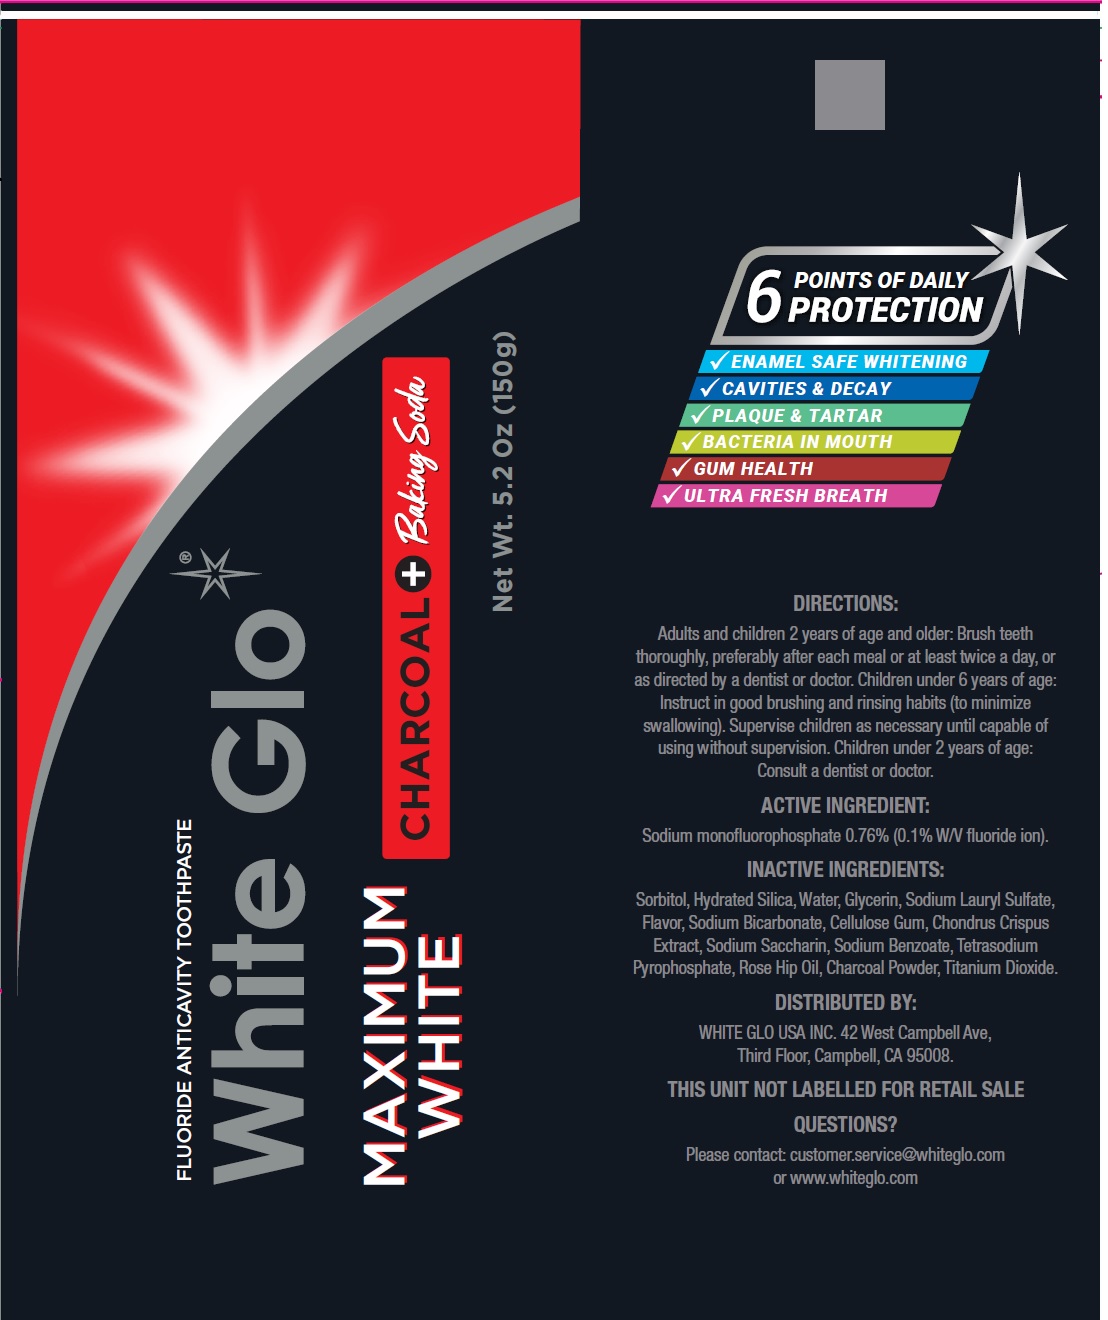 FLUORIDE ANTICAVITY TOOTHPASTE
White Glo®
MAXIMUM
WHITE
CHARCOAL + Baking Soda
Net Wt. 5.2 Oz (150g)
6 POINTS OF DAILY
PROTECTION
✓ ENAMEL SAFE WHITENING
✓ CAVITIES & DECAY
✓ PLAQUE & TARTAR
✓ BACTERIA IN MOUTH
✓ GUM HEALTH
✓ ULTRA FRESH BREATH
DIRECTIONS:
Adults and children 2 years of age and older: Brush teeth
thoroughly, preferably after each meal or at least twice a day, or
as directed by a dentist or doctor. Children under 6 years of age:
Instruct in good brushing and rinsing habits (to minimize
swallowing). Supervise children as necessary until capable of
using without supervision. Children under 2 years of age:
Consult a dentist or doctor.
ACTIVE INGREDIENT:
Sodium monofluorophosphate 0.76% (0.1% W/V fluoride ion).
INACTIVE INGREDIENTS:
Sorbitol, Hydrated Silica, Water, Glycerin, Sodium Lauryl Sulfate,
Flavor, Sodium Bicarbonate, Cellulose Gum, Chondrus Crispus
Extract, Sodium Saccharin, Sodium Benzoate, Tetrasodium
Pyrophosphate, Rose Hip Oil, Charcoal Powder, Titanium Dioxide.
DISTRIBUTED BY:
WHITE GLO USA INC. 42 West Campbell Ave,
Third Floor, Campbell, CA 95008.
THIS UNIT NOT LABELLED FOR RETAIL SALE
QUESTIONS?
Please contact: customer.service@whiteglo.com
or www.whiteglo.com